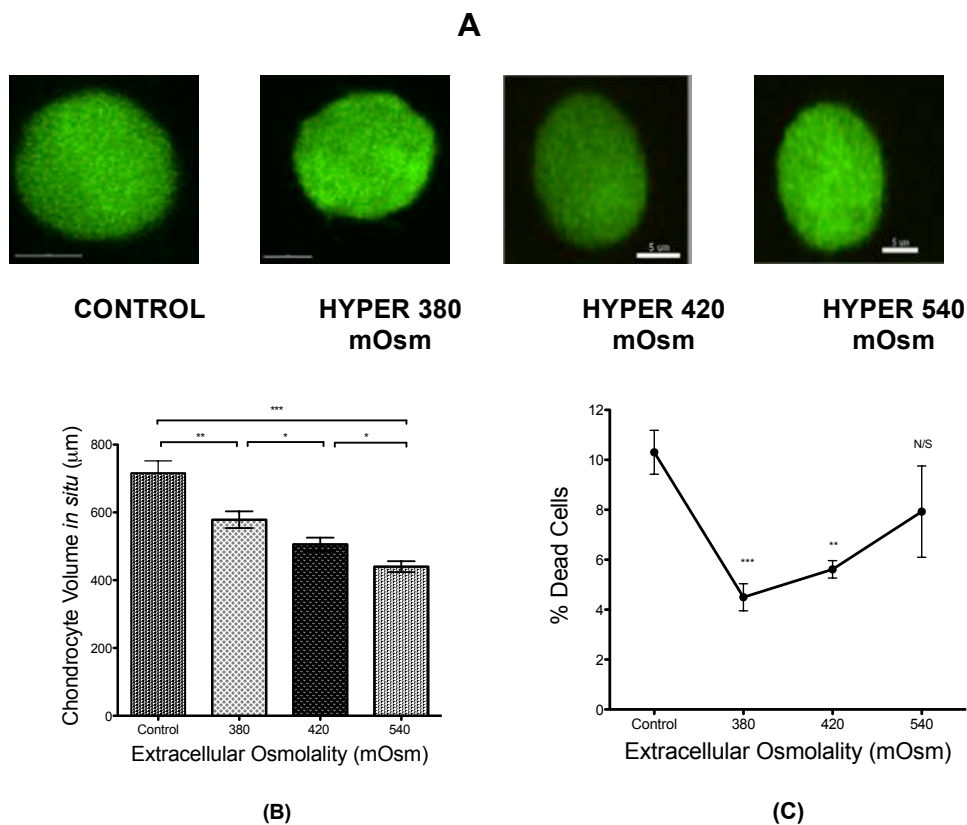 A
5 um
5 um
CONTROL
HYPER 380
mOsm
HYPER 420
mOsm
HYPER 540
mOsm
***
** * *
Chondrocyte Volume in situ (µm)
800
600
400
200
0
Control 380 420 540
Extracellular Osmolality (mOsm)
(B)
% Dead Cells
12
10
8
6
4
2
0
***
**
N/S
Control 380 420 540
Extracellular Osmolality (mOsm)
(C)